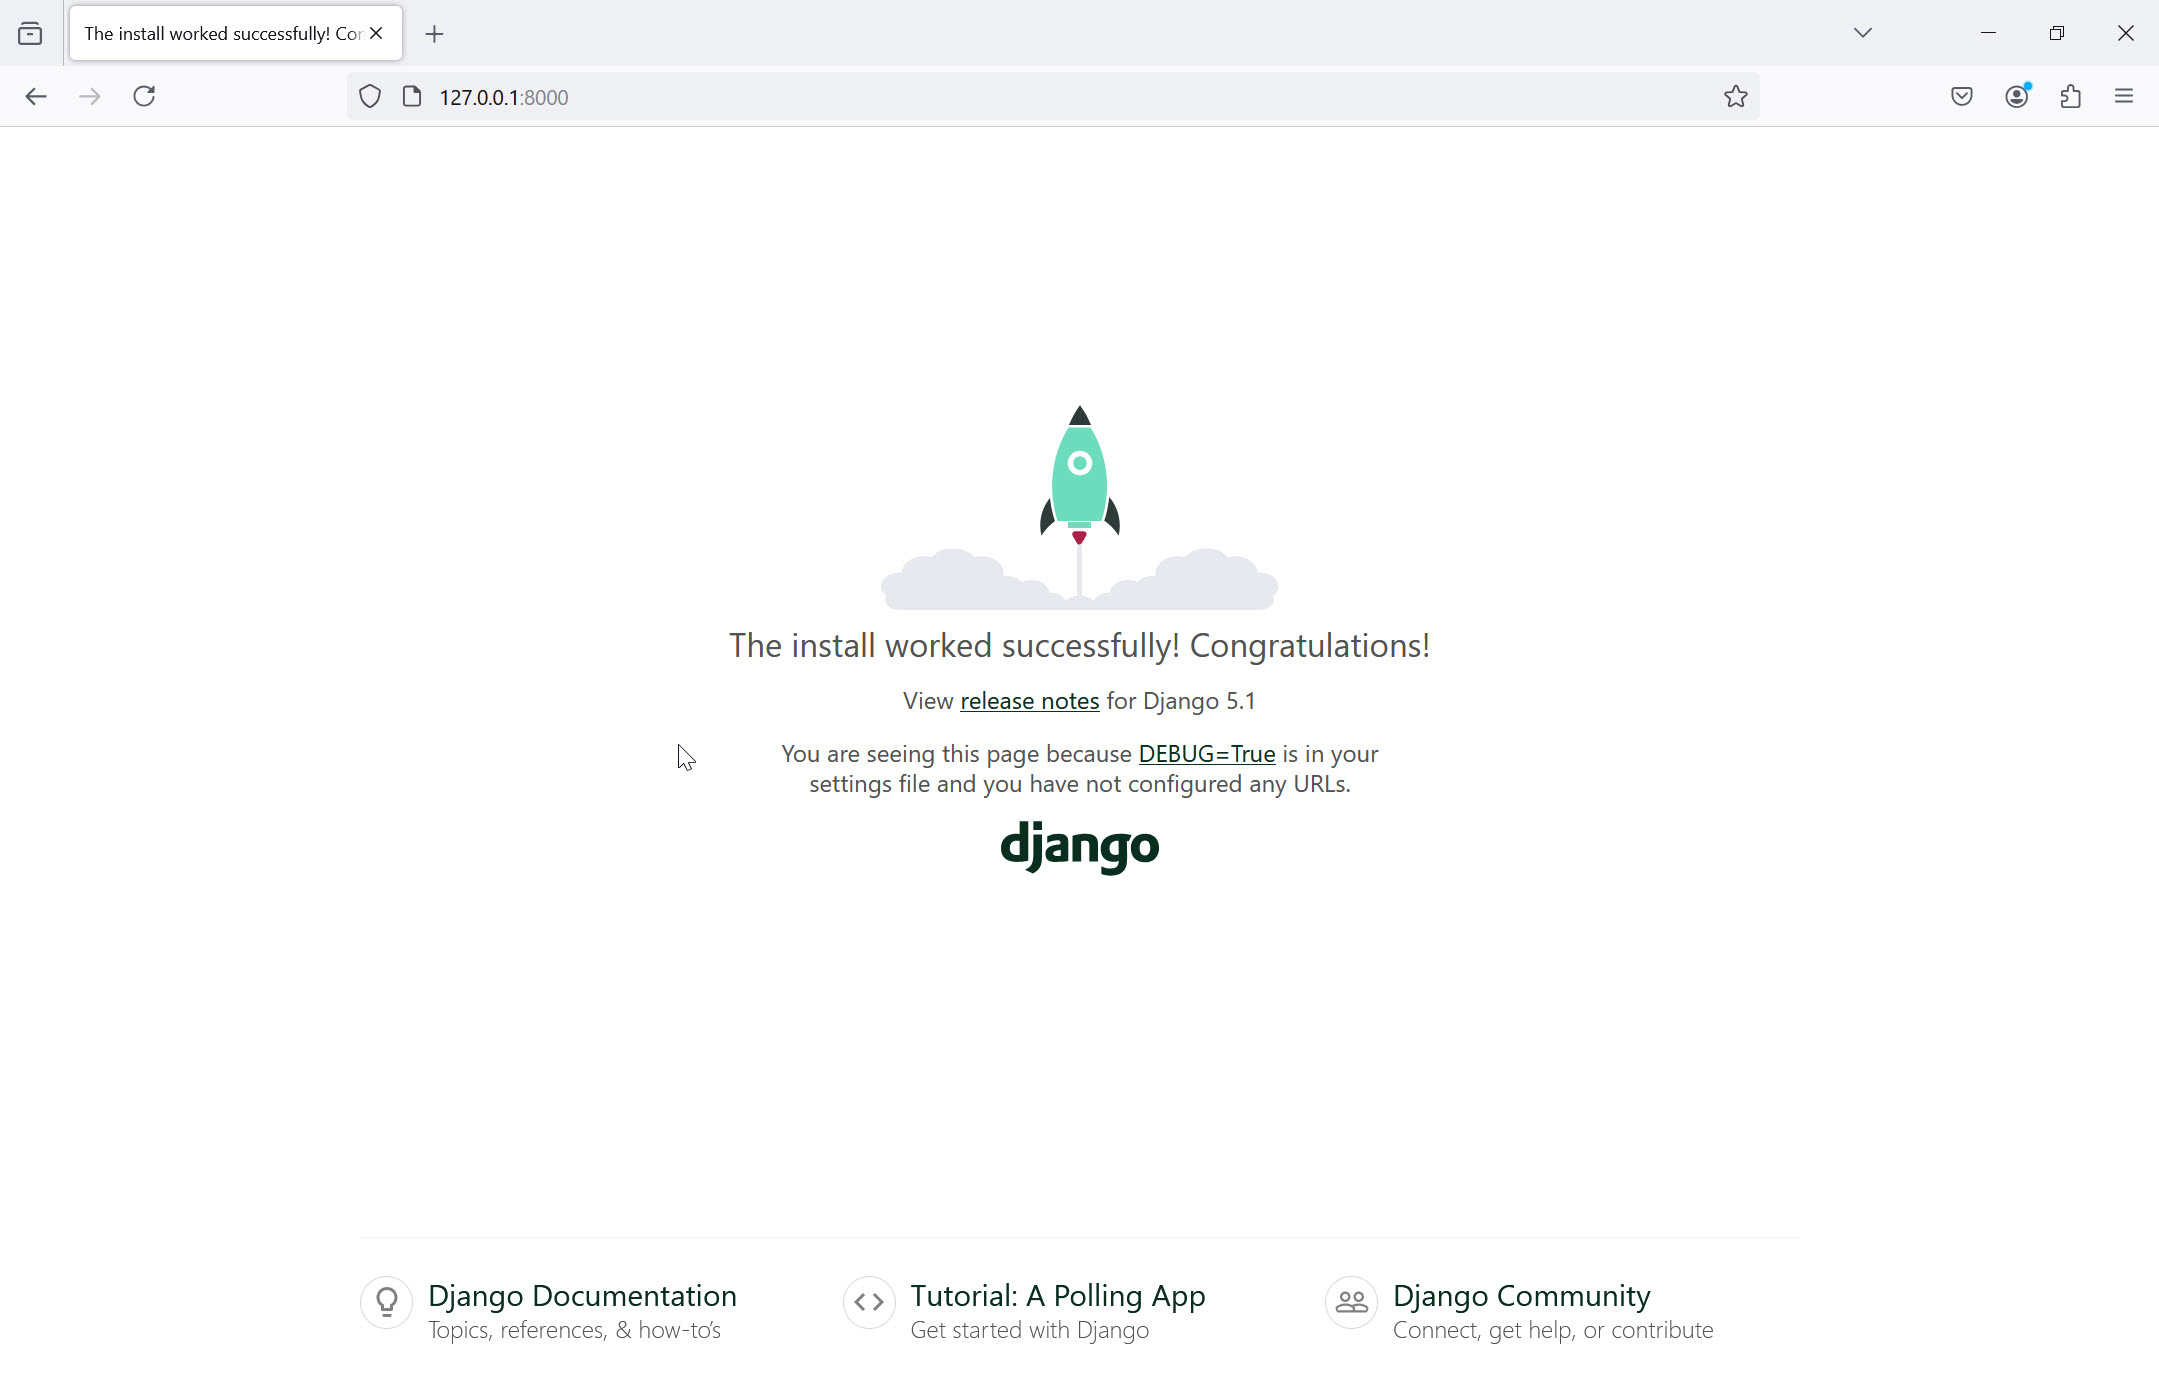 The install worked successfully! Con
127.0.0.1:8000
The install worked successfully! Congratulations!
View release notes for Django 5.1
You are seeing this page because DEBUG=True is in your
settings file and you have not configured any URLs.
django
Django Documentation
Topics, references, & how-to’s
Tutorial: A Polling App
Get started with Django
Django Community
Connect, get help, or contribute